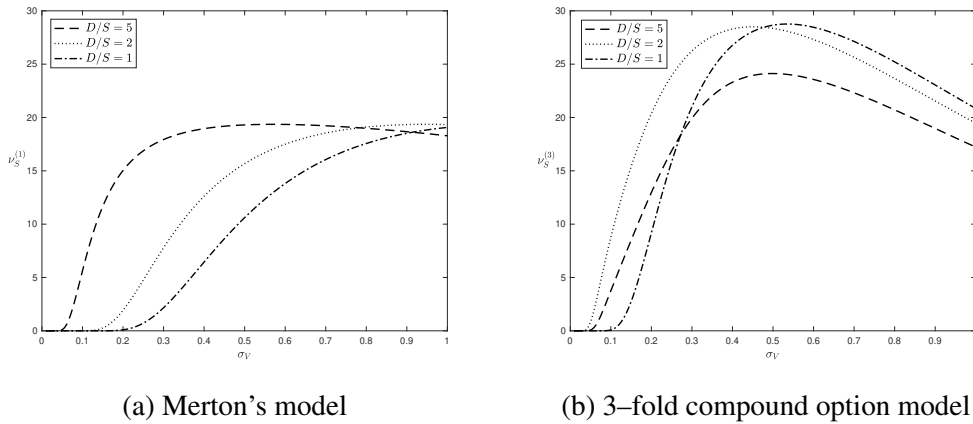 30
25
20
15
10
5
0
ν_S^{(1)}
D/S = 5
D/S = 2
D/S = 1
0 0.1 0.2 0.3 0.4 0.5 0.6 0.7 0.8 0.9 1
σ_V
(a) Merton's model
30
25
20
15
10
5
0
ν_S^{(3)}
D/S = 5
D/S = 2
D/S = 1
0 0.1 0.2 0.3 0.4 0.5 0.6 0.7 0.8 0.9
σ_V
(b) 3–fold compound option model